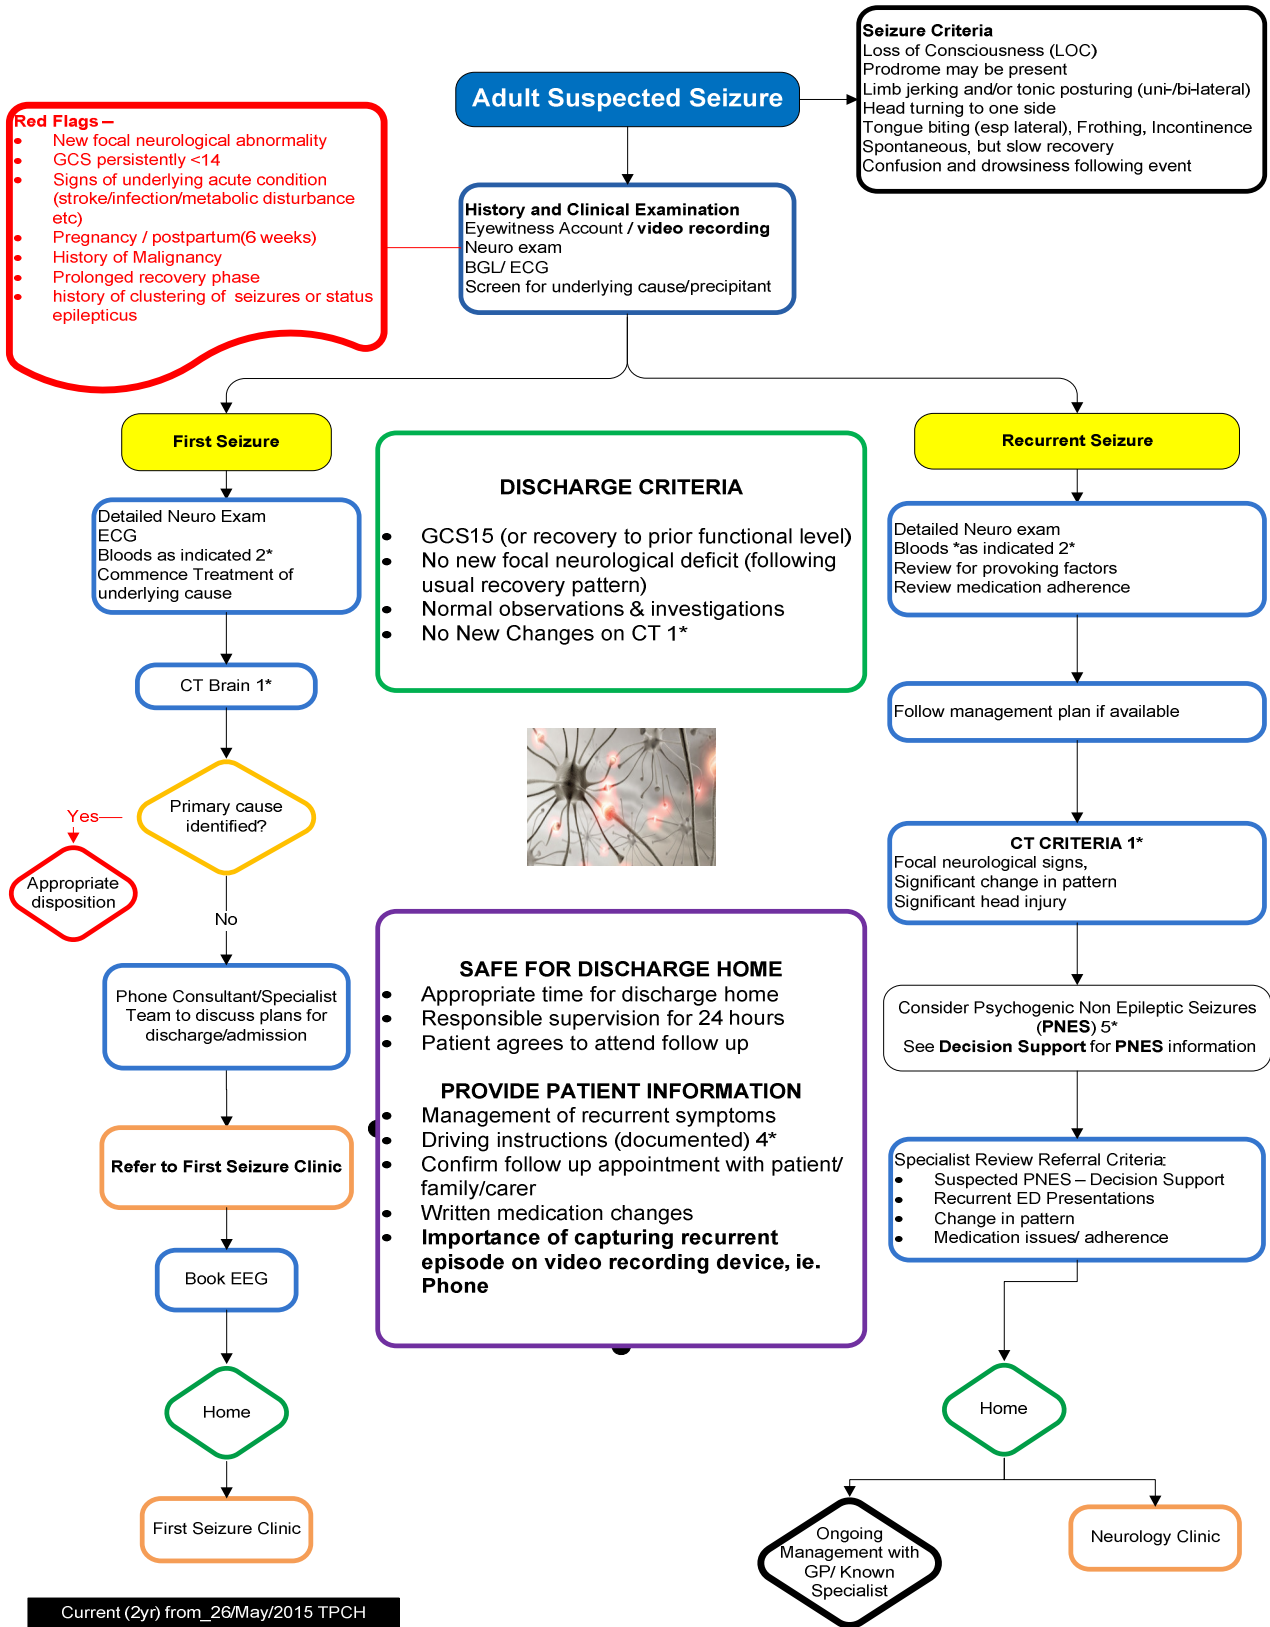 Seizure Criteria
Loss of Consciousness (LOC)
Prodrome may be present
Limb jerking and/or tonic posturing (uni-/bi-lateral)
Head turning to one side
Tongue biting (esp lateral), Frothing, Incontinence
Spontaneous, but slow recovery
Confusion and drowsiness following event
Adult Suspected Seizure
Red Flags –
• New focal neurological abnormality
• GCS persistently <14
• Signs of underlying acute condition
(stroke/infection/metabolic disturbance
etc)
• Pregnancy / postpartum(6 weeks)
• History of Malignancy
• Prolonged recovery phase
• history of clustering of seizures or status
epilepticus
History and Clinical Examination
Eyewitness Account / video recording
Neuro exam
BGL/ ECG
Screen for underlying cause/precipitant
First Seizure
Detailed Neuro Exam
ECG
Bloods as indicated 2*
Commence Treatment of
underlying cause
CT Brain 1*
Primary cause
identified?
Yes
Appropriate
disposition
No
Phone Consultant/Specialist
Team to discuss plans for
discharge/admission
Refer to First Seizure Clinic
Book EEG
Home
First Seizure Clinic
DISCHARGE CRITERIA
• GCS15 (or recovery to prior functional level)
• No new focal neurological deficit (following
usual recovery pattern)
• Normal observations & investigations
• No New Changes on CT 1*
SAFE FOR DISCHARGE HOME
• Appropriate time for discharge home
• Responsible supervision for 24 hours
• Patient agrees to attend follow up
PROVIDE PATIENT INFORMATION
• Management of recurrent symptoms
• Driving instructions (documented) 4*
• Confirm follow up appointment with patient/
family/carer
• Written medication changes
• Importance of capturing recurrent
episode on video recording device, ie.
Phone
Recurrent Seizure
Detailed Neuro exam
Bloods *as indicated 2*
Review for provoking factors
Review medication adherence
Follow management plan if available
CT CRITERIA 1*
Focal neurological signs,
Significant change in pattern
Significant head injury
Consider Psychogenic Non Epileptic Seizures
(PNES) 5*
See Decision Support for PNES information
Specialist Review Referral Criteria:
• Suspected PNES – Decision Support
• Recurrent ED Presentations
• Change in pattern
• Medication issues/ adherence
Home
Ongoing
Management with
GP/ Known
Specialist
Neurology Clinic
Current (2yr) from_26/May/2015 TPCH